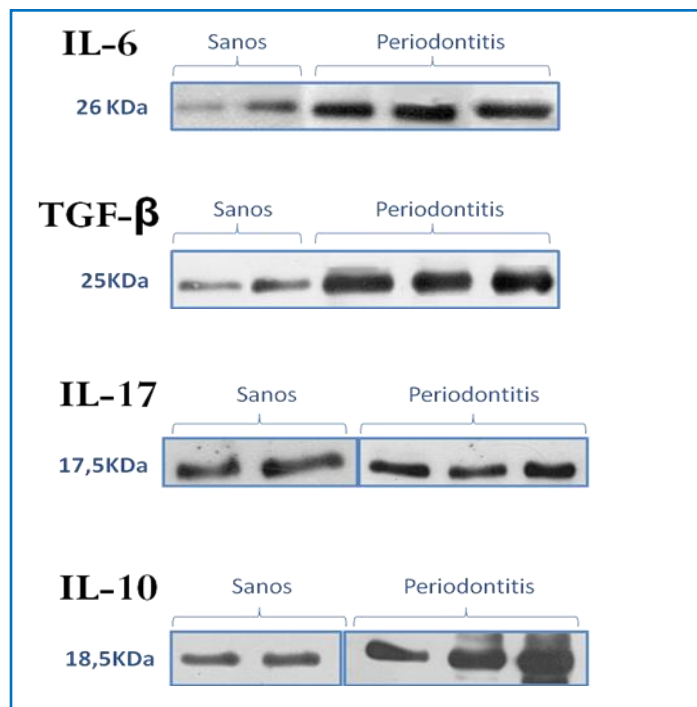 IL-6
Sanos Periodontitis
26 KDa
TGF-β
Sanos Periodontitis
25KDa
IL-17
Sanos Periodontitis
17,5KDa
IL-10
Sanos Periodontitis
18,5KDa